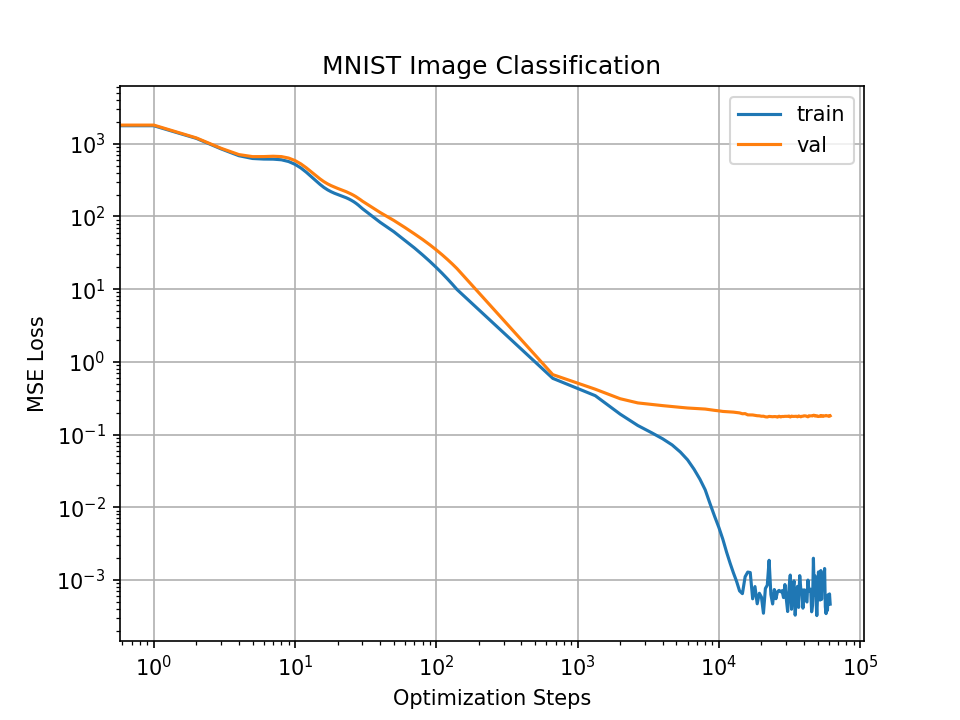 MNIST Image Classification
train
val
MSE Loss
10³
10²
10¹
10⁰
10⁻¹
10⁻²
10⁻³
10⁰
10¹
10²
10³
10⁴
10⁵
Optimization Steps